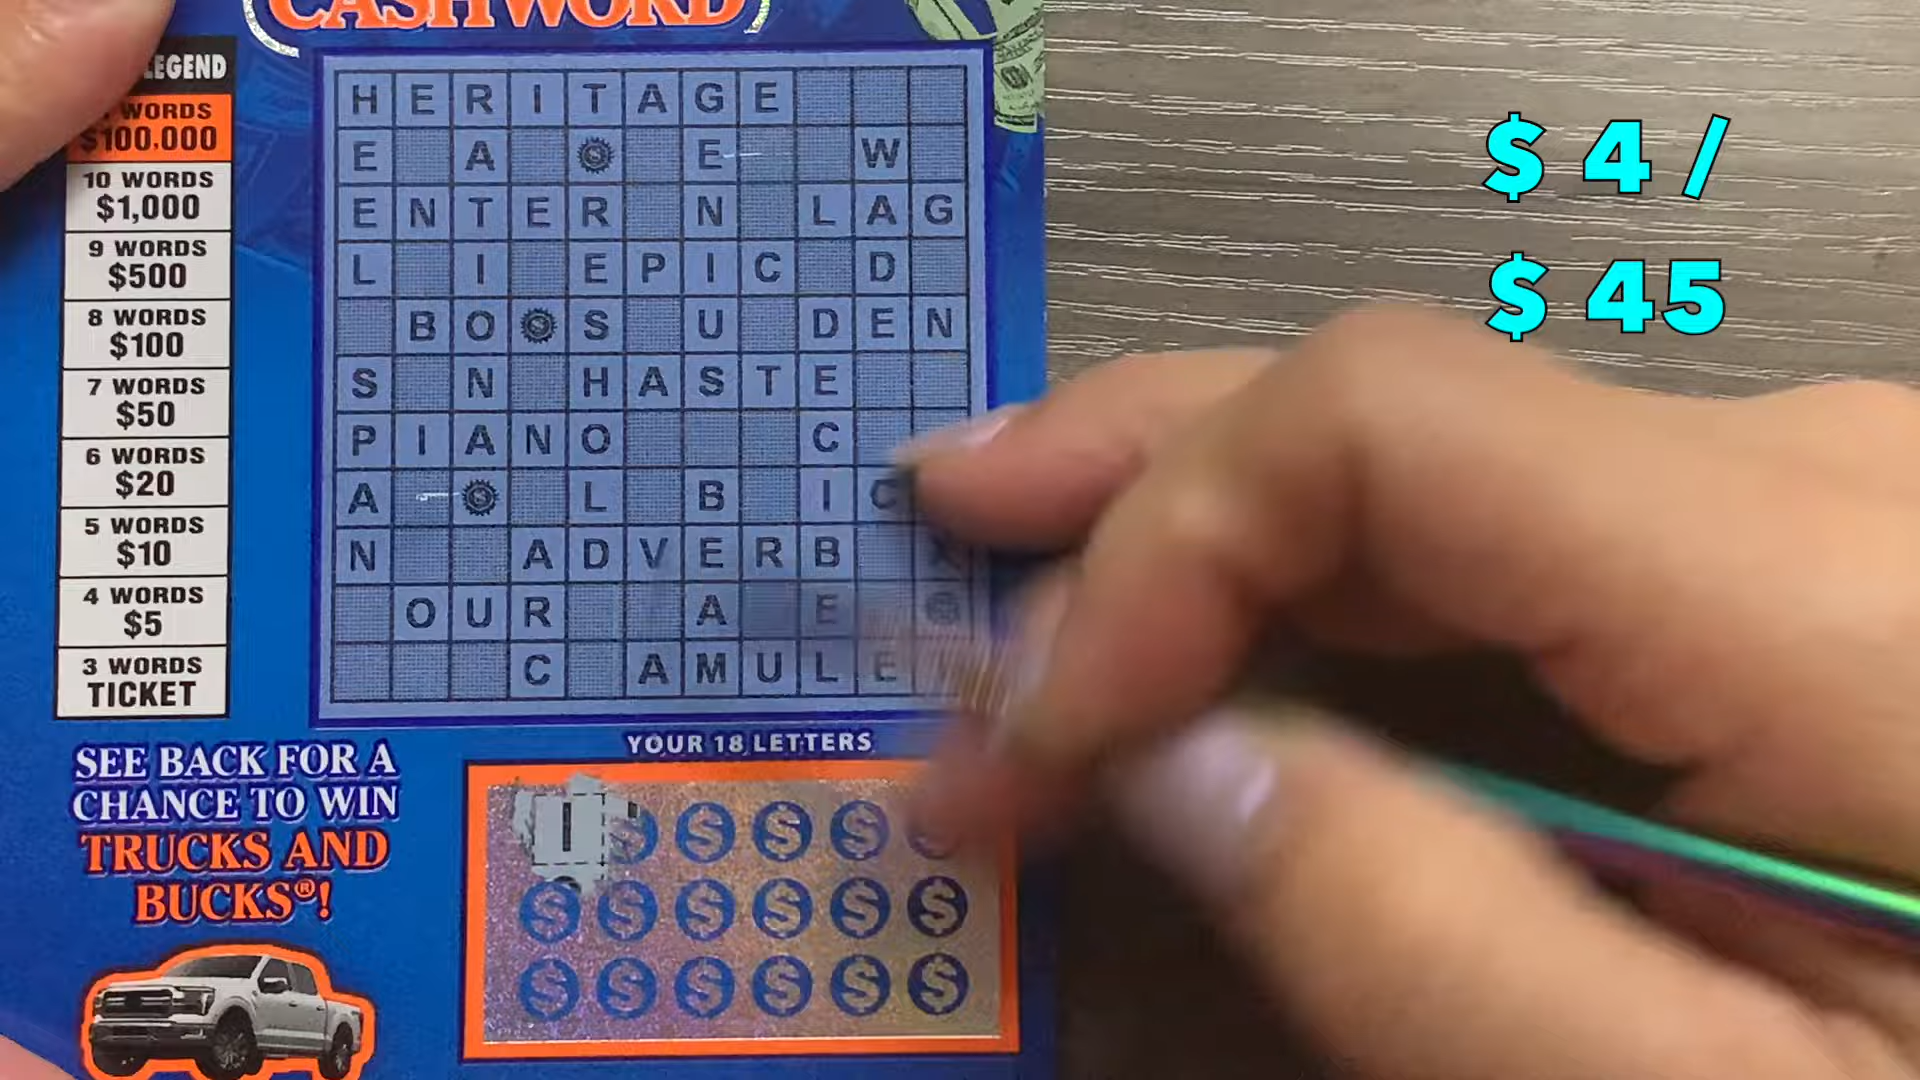 CASHWORD
LEGEND
WORDS
$100,000
10 WORDS
$1,000
9 WORDS
$500
8 WORDS
$100
7 WORDS
$50
6 WORDS
$20
5 WORDS
$10
4 WORDS
$5
3 WORDS
TICKET
H E R I T A G E
E A E W
E N T E R N L A G
L I E P I C D
B O S U D E N
S N H A S T E
P I A N O C
A L B I C
N A D V E R B X
O U R A E
C A M U L E
YOUR 18 LETTERS
I
SEE BACK FOR A
CHANCE TO WIN
TRUCKS AND
BUCKS®!
$ 4 /
$ 45